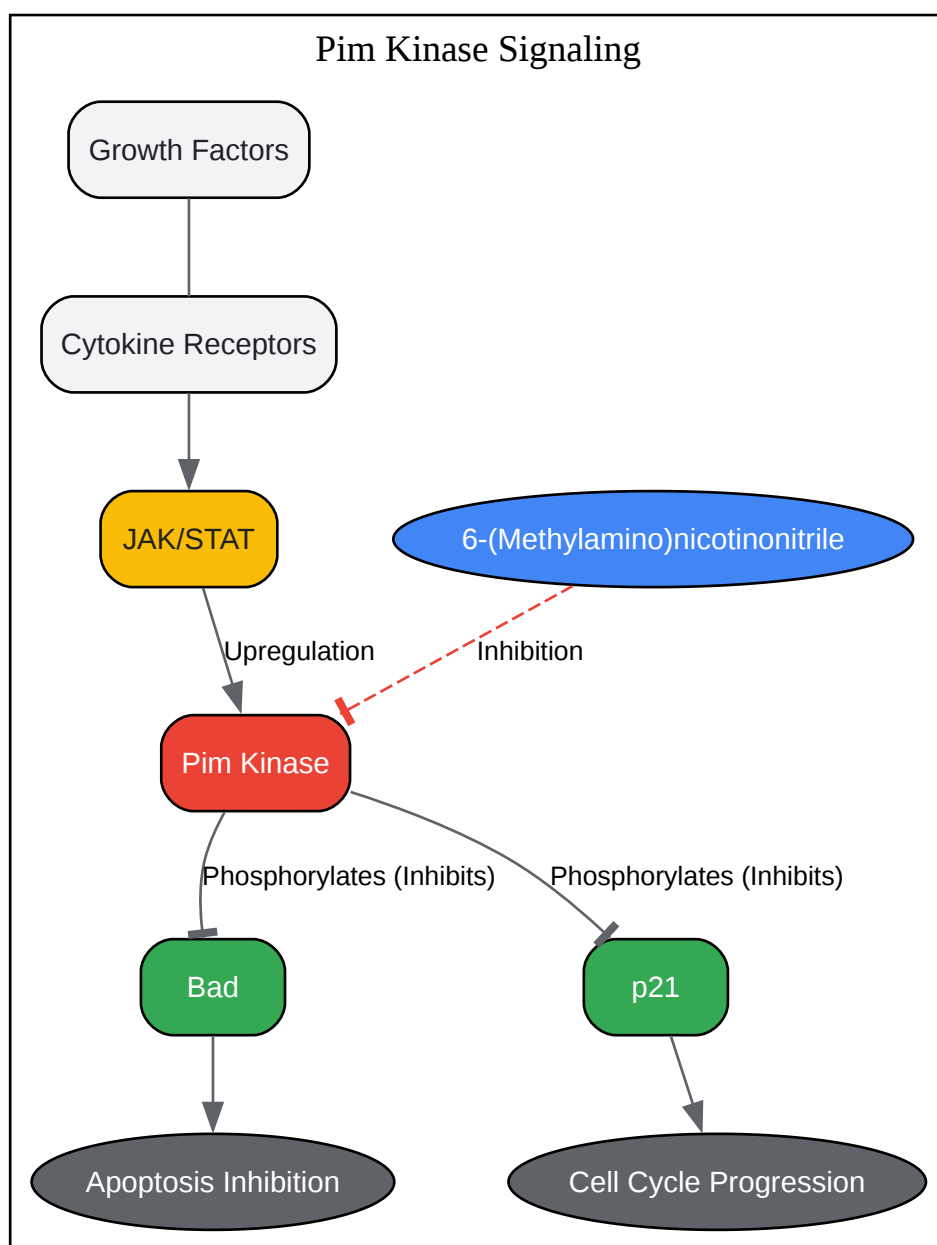 Pim Kinase Signaling
Growth Factors
Cytokine Receptors
JAK/STAT
6-(Methylamino)nicotinonitrile
Upregulation
Inhibition
Pim Kinase
Phosphorylates (Inhibits)
Phosphorylates (Inhibits)
Bad
p21
Apoptosis Inhibition
Cell Cycle Progression